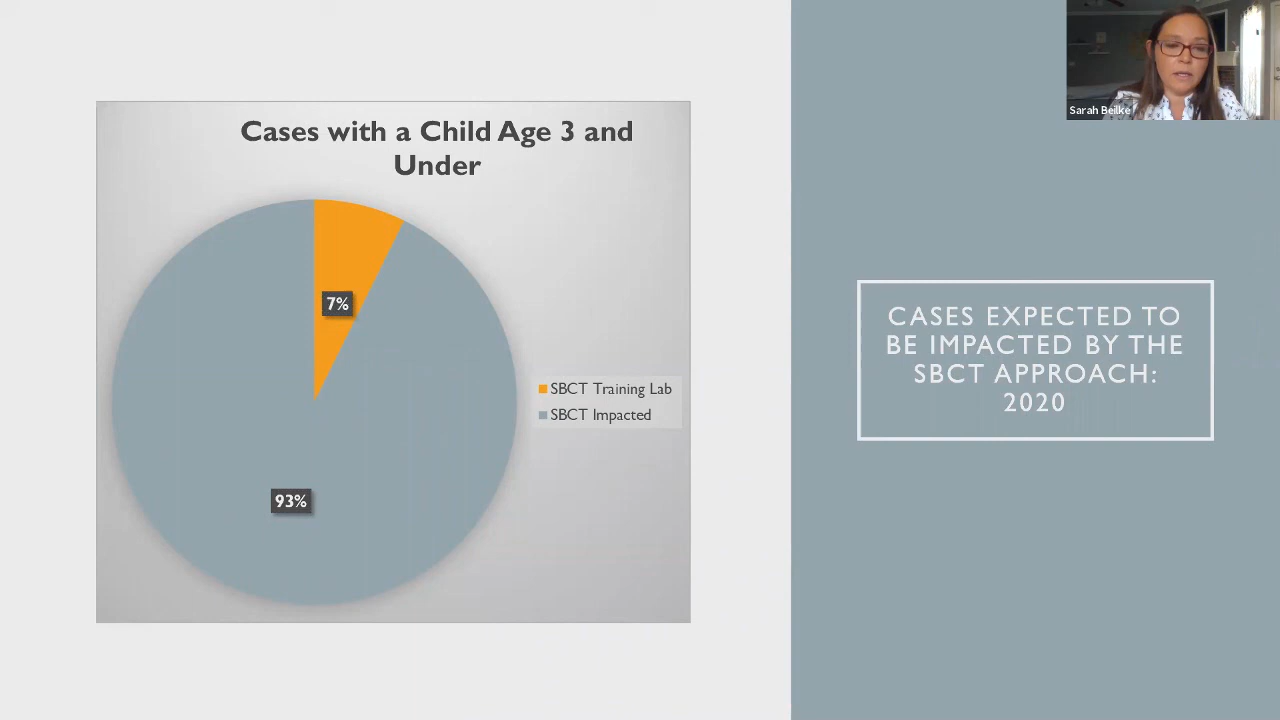 Cases with a Child Age 3 and
Under
7%
93%
SBCT Training Lab
SBCT Impacted
CASES EXPECTED TO
BE IMPACTED BY THE
SBCT APPROACH:
2020
Sarah Beilke